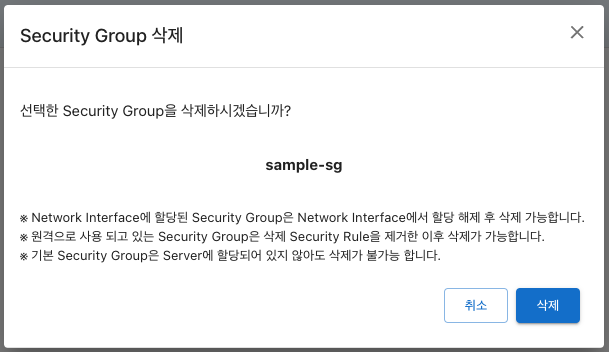 Security Group 삭제
선택한 Security Group을 삭제하시겠습니까?
sample-sg
※ Network Interface에 할당된 Security Group은 Network Interface에서 할당 해제 후 삭제 가능합니다.
※ 원격으로 사용 되고 있는 Security Group은 삭제 Security Rule을 제거한 이후 삭제가 가능합니다.
※ 기본 Security Group은 Server에 할당되어 있지 않아도 삭제가 불가능 합니다.
취소 삭제